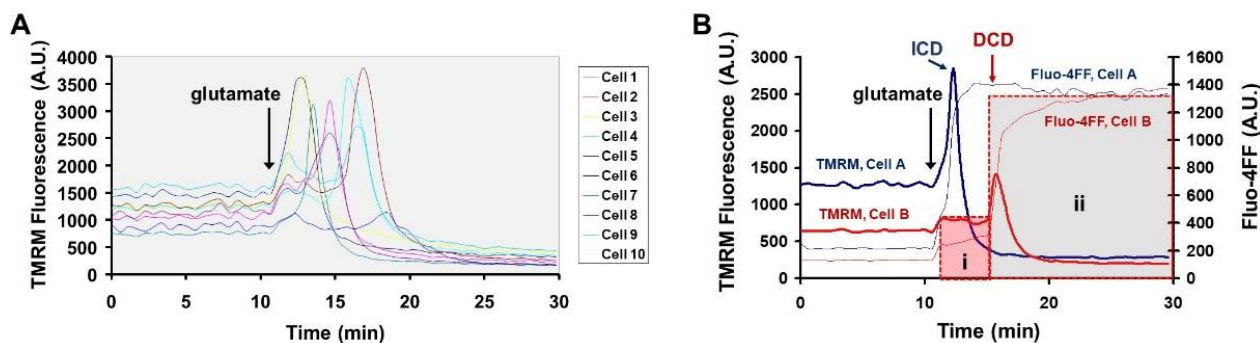 A
TMRM Fluorescence (A.U.)
4000
3500
3000
2500
2000
1500
1000
500
0
glutamate
0 5 10 15 20 25 30
Time (min)
Cell 1
Cell 2
Cell 3
Cell 4
Cell 5
Cell 6
Cell 7
Cell 8
Cell 9
Cell 10
B
TMRM Fluorescence (A.U.)
3000
2500
2000
1500
1000
500
0
ICD
DCD
glutamate
Fluo-4FF, Cell A
Fluo-4FF, Cell B
TMRM, Cell A
TMRM, Cell B
i
ii
0 10 20 30
Time (min)
1600
1400
1200
1000
800
600
400
200
0
Fluo-4FF (A.U.)